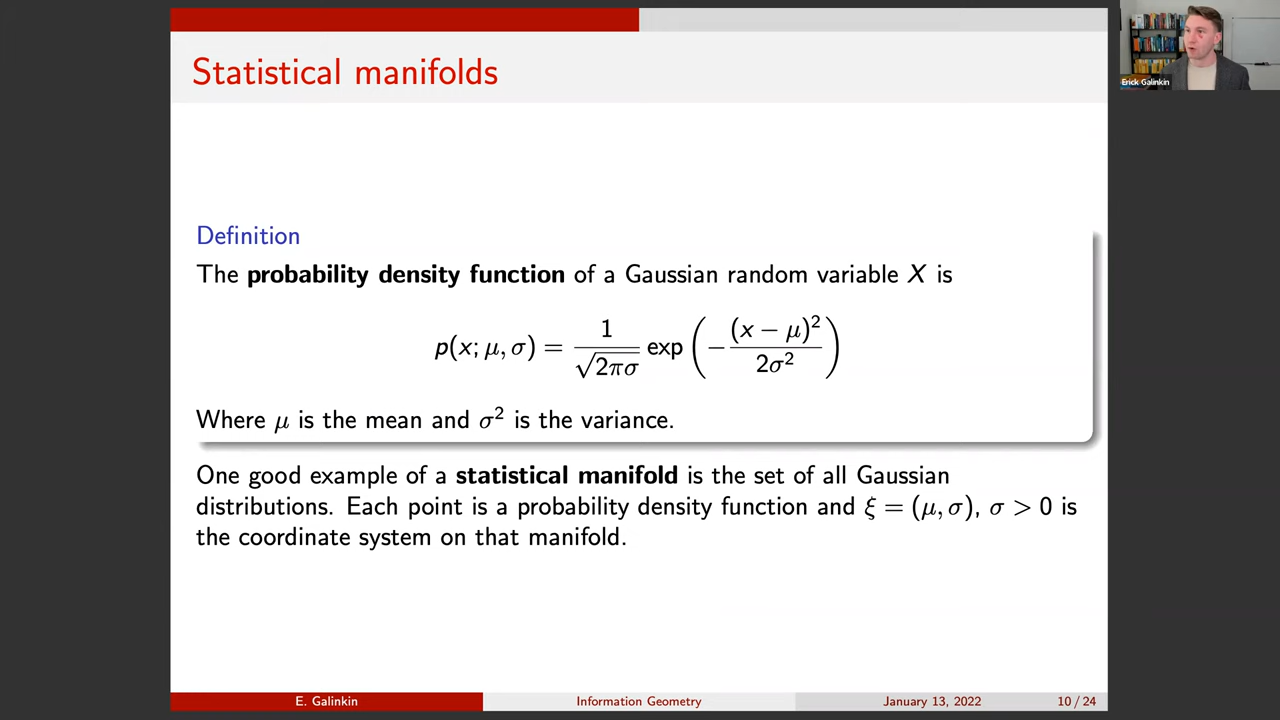 Statistical manifolds
Erick Galinkin
Definition
The probability density function of a Gaussian random variable X is
p(x; μ, σ) = 1/√(2πσ) exp(−(x − μ)²/2σ²)
Where μ is the mean and σ² is the variance.
One good example of a statistical manifold is the set of all Gaussian
distributions. Each point is a probability density function and ξ = (μ, σ), σ > 0 is
the coordinate system on that manifold.
E. Galinkin
Information Geometry
January 13, 2022
10 / 24